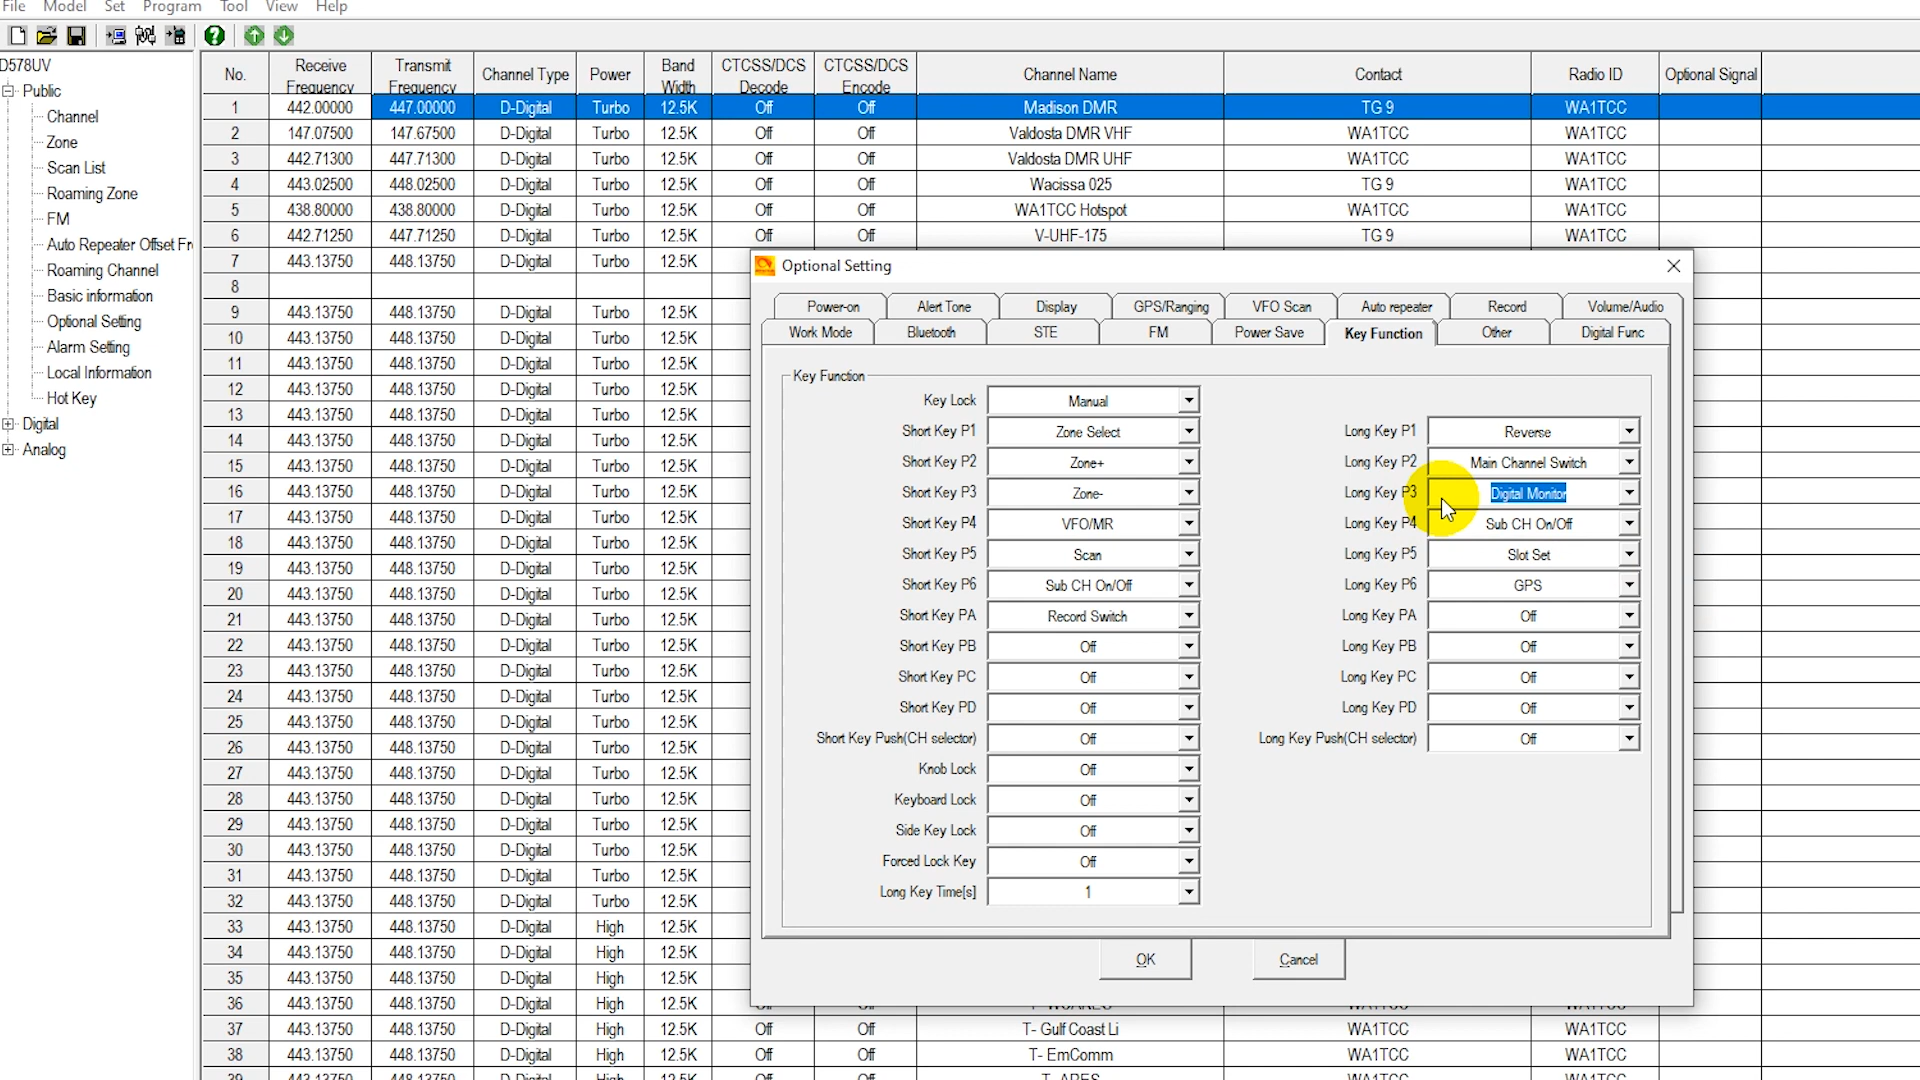 File Model Set Program Tool View Help
D578UV
Public
Channel
Zone
Scan List
Roaming Zone
FM
Auto Repeater Offset Fr
Roaming Channel
Basic information
Optional Setting
Alarm Setting
Local Information
Hot Key
Digital
Analog
No. Receive Frequency Transmit Frequency Channel Type Power Band Width CTCSS/DCS Decode CTCSS/DCS Encode Channel Name Contact Radio ID Optional Signal
1 442.00000 447.00000 D-Digital Turbo 12.5K Off Off Madison DMR TG 9 WA1TCC
2 147.07500 147.67500 D-Digital Turbo 12.5K Off Off Valdosta DMR VHF WA1TCC WA1TCC
3 442.71300 447.71300 D-Digital Turbo 12.5K Off Off Valdosta DMR UHF WA1TCC WA1TCC
4 443.02500 448.02500 D-Digital Turbo 12.5K Off Off Wacissa 025 TG 9 WA1TCC
5 438.80000 438.80000 D-Digital Turbo 12.5K Off Off WA1TCC Hotspot WA1TCC WA1TCC
6 442.71250 447.71250 D-Digital Turbo 12.5K Off Off V-UHF-175 TG 9 WA1TCC
7 443.13750 448.13750 D-Digital Turbo 12.5K
8
9 443.13750 448.13750 D-Digital Turbo 12.5K
10 443.13750 448.13750 D-Digital Turbo 12.5K
11 443.13750 448.13750 D-Digital Turbo 12.5K
12 443.13750 448.13750 D-Digital Turbo 12.5K
13 443.13750 448.13750 D-Digital Turbo 12.5K
14 443.13750 448.13750 D-Digital Turbo 12.5K
15 443.13750 448.13750 D-Digital Turbo 12.5K
16 443.13750 448.13750 D-Digital Turbo 12.5K
17 443.13750 448.13750 D-Digital Turbo 12.5K
18 443.13750 448.13750 D-Digital Turbo 12.5K
19 443.13750 448.13750 D-Digital Turbo 12.5K
20 443.13750 448.13750 D-Digital Turbo 12.5K
21 443.13750 448.13750 D-Digital Turbo 12.5K
22 443.13750 448.13750 D-Digital Turbo 12.5K
23 443.13750 448.13750 D-Digital Turbo 12.5K
24 443.13750 448.13750 D-Digital Turbo 12.5K
25 443.13750 448.13750 D-Digital Turbo 12.5K
26 443.13750 448.13750 D-Digital Turbo 12.5K
27 443.13750 448.13750 D-Digital Turbo 12.5K
28 443.13750 448.13750 D-Digital Turbo 12.5K
29 443.13750 448.13750 D-Digital Turbo 12.5K
30 443.13750 448.13750 D-Digital Turbo 12.5K
31 443.13750 448.13750 D-Digital Turbo 12.5K
32 443.13750 448.13750 D-Digital Turbo 12.5K
33 443.13750 448.13750 D-Digital High 12.5K
34 443.13750 448.13750 D-Digital High 12.5K
35 443.13750 448.13750 D-Digital High 12.5K
36 443.13750 448.13750 D-Digital High 12.5K
37 443.13750 448.13750 D-Digital High 12.5K Off Off T- Gulf Coast Li WA1TCC WA1TCC
38 443.13750 448.13750 D-Digital High 12.5K Off Off T- EmComm WA1TCC WA1TCC
39 443.13750 448.13750 D-Digital High 12.5K Off Off T- ARES WA1TCC WA1TCC
Optional Setting
Power-on Alert Tone Display GPS/Ranging VFO Scan Auto repeater Record Volume/Audio
Work Mode Bluetooth STE FM Power Save Key Function Other Digital Func
Key Function
Key Lock Manual
Short Key P1 Zone Select Long Key P1 Reverse
Short Key P2 Zone+ Long Key P2 Main Channel Switch
Short Key P3 Zone- Long Key P3 Digital Monitor
Short Key P4 VFO/MR Long Key P4 Sub CH On/Off
Short Key P5 Scan Long Key P5 Slot Set
Short Key P6 Sub CH On/Off Long Key P6 GPS
Short Key PA Record Switch Long Key PA Off
Short Key PB Off Long Key PB Off
Short Key PC Off Long Key PC Off
Short Key PD Off Long Key PD Off
Short Key Push(CH selector) Off Long Key Push(CH selector) Off
Knob Lock Off
Keyboard Lock Off
Side Key Lock Off
Forced Lock Key Off
Long Key Time[s] 1
OK Cancel